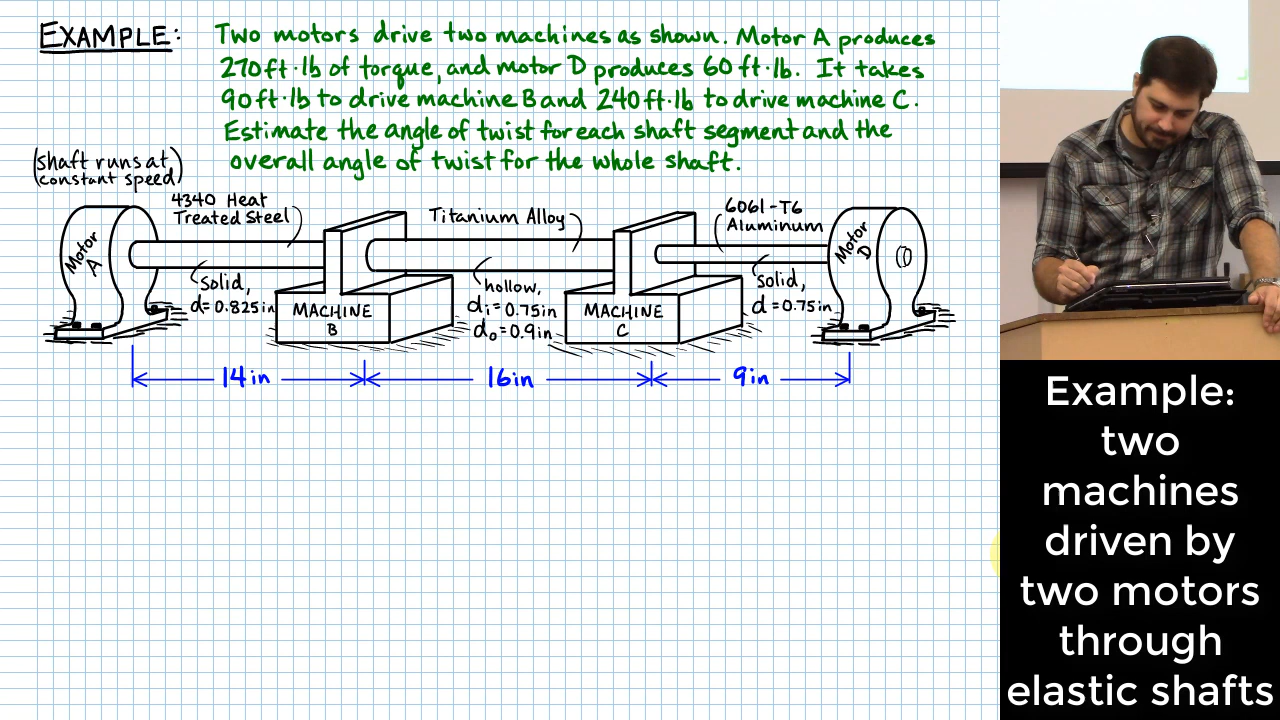 EXAMPLE: Two motors drive two machines as shown. Motor A produces
270 ft·lb of torque, and motor D produces 60 ft·lb. It takes
90 ft·lb to drive machine B and 240 ft·lb to drive machine C.
Estimate the angle of twist for each shaft segment and the
overall angle of twist for the whole shaft.
(shaft runs at
constant speed)
4340 Heat
Treated Steel
Titanium Alloy
6061-T6
Aluminum
Motor
A
Motor
D
solid,
d=0.825in
MACHINE
B
hollow,
di=0.75in
do=0.9in
MACHINE
C
solid,
d=0.75in
14in
16in
9in
Example:
two
machines
driven by
two motors
through
elastic shafts